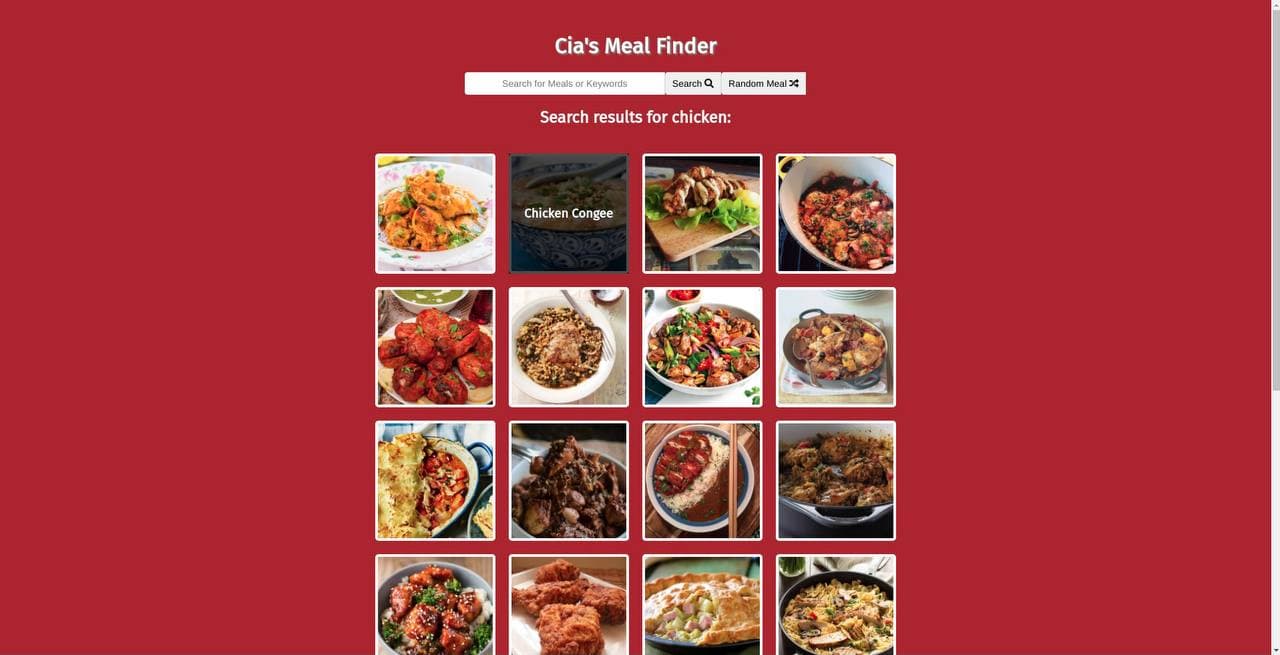 Cia's Meal Finder
Search for Meals or Keywords
Search
Random Meal
Search results for chicken:
Chicken Congee